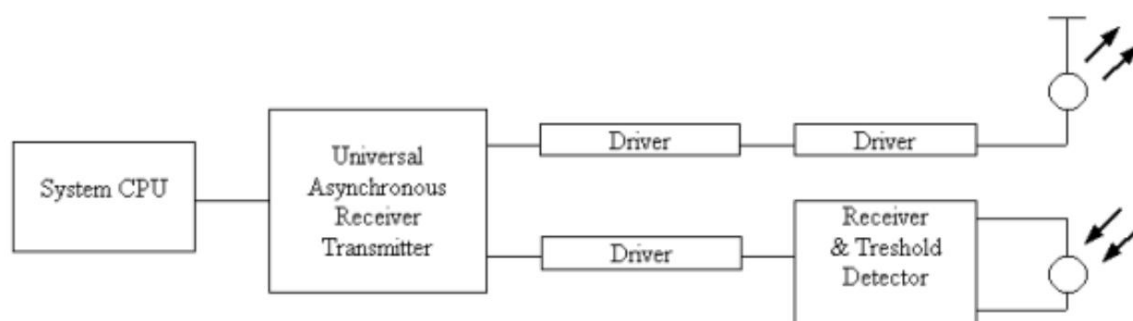 System CPU
Universal
Asynchronous
Receiver
Transmitter
Driver
Driver
Driver
Receiver
& Treshold
Detector